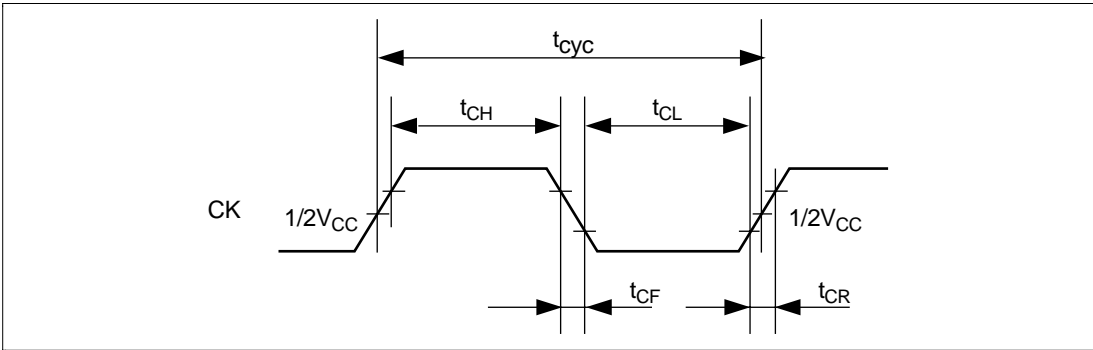 tcyc
tCH
tCL
CK
1/2VCC
1/2VCC
tCF
tCR